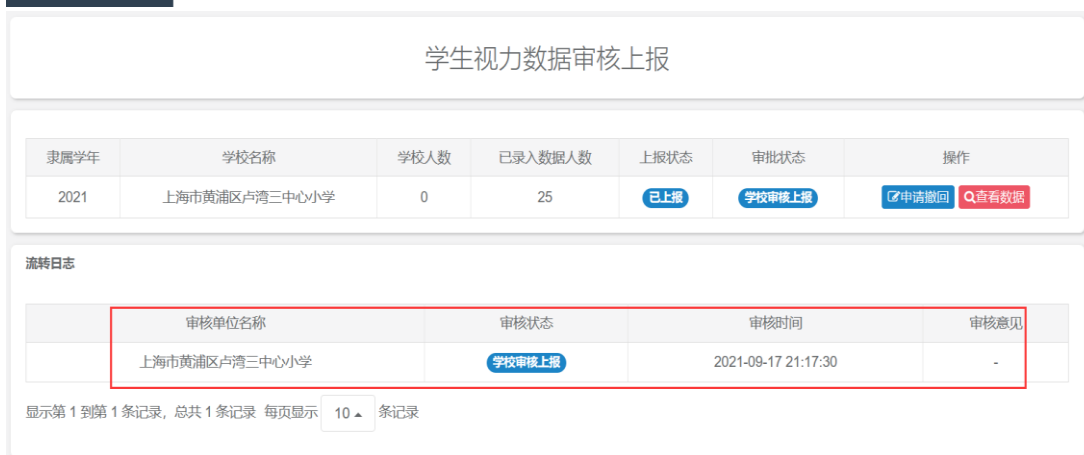 学生视力数据审核上报
隶属学年 学校名称 学校人数 已录入数据人数 上报状态 审批状态 操作
2021 上海市黄浦区卢湾三中心小学 0 25 已上报 学校审核上报 申请撤回 查看数据
流转日志
审核单位名称 审核状态 审核时间 审核意见
上海市黄浦区卢湾三中心小学 学校审核上报 2021-09-17 21:17:30 -
显示第 1 到第 1 条记录，总共 1 条记录 每页显示 10 条记录